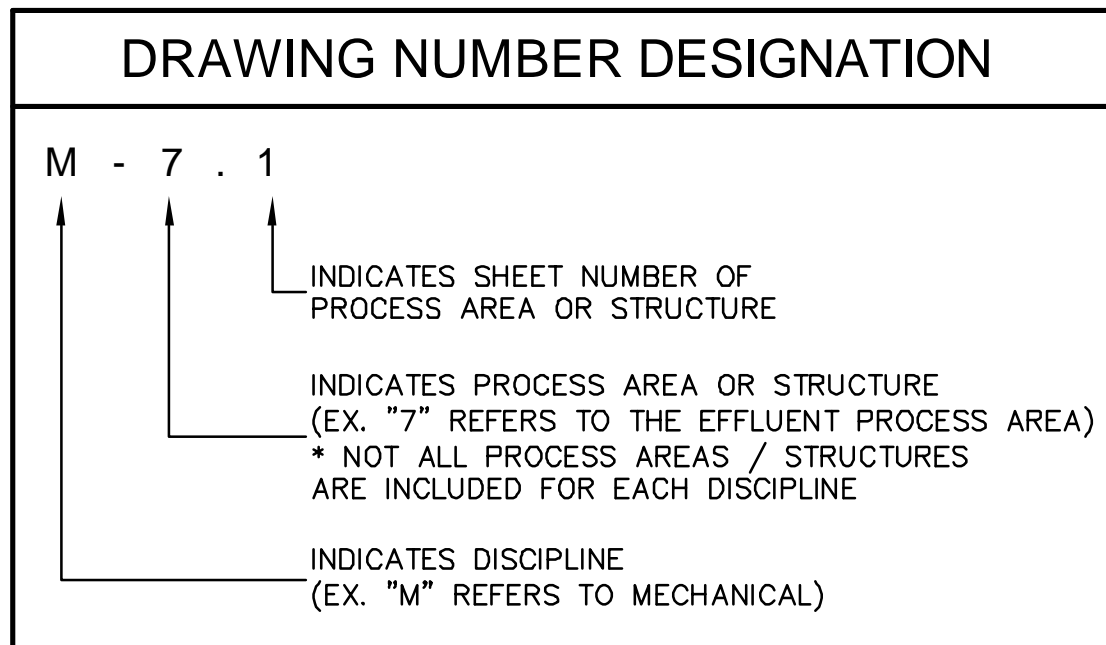 DRAWING NUMBER DESIGNATION
M - 7 . 1
INDICATES SHEET NUMBER OF
PROCESS AREA OR STRUCTURE
INDICATES PROCESS AREA OR STRUCTURE
(EX. "7" REFERS TO THE EFFLUENT PROCESS AREA)
* NOT ALL PROCESS AREAS / STRUCTURES
ARE INCLUDED FOR EACH DISCIPLINE
INDICATES DISCIPLINE
(EX. "M" REFERS TO MECHANICAL)